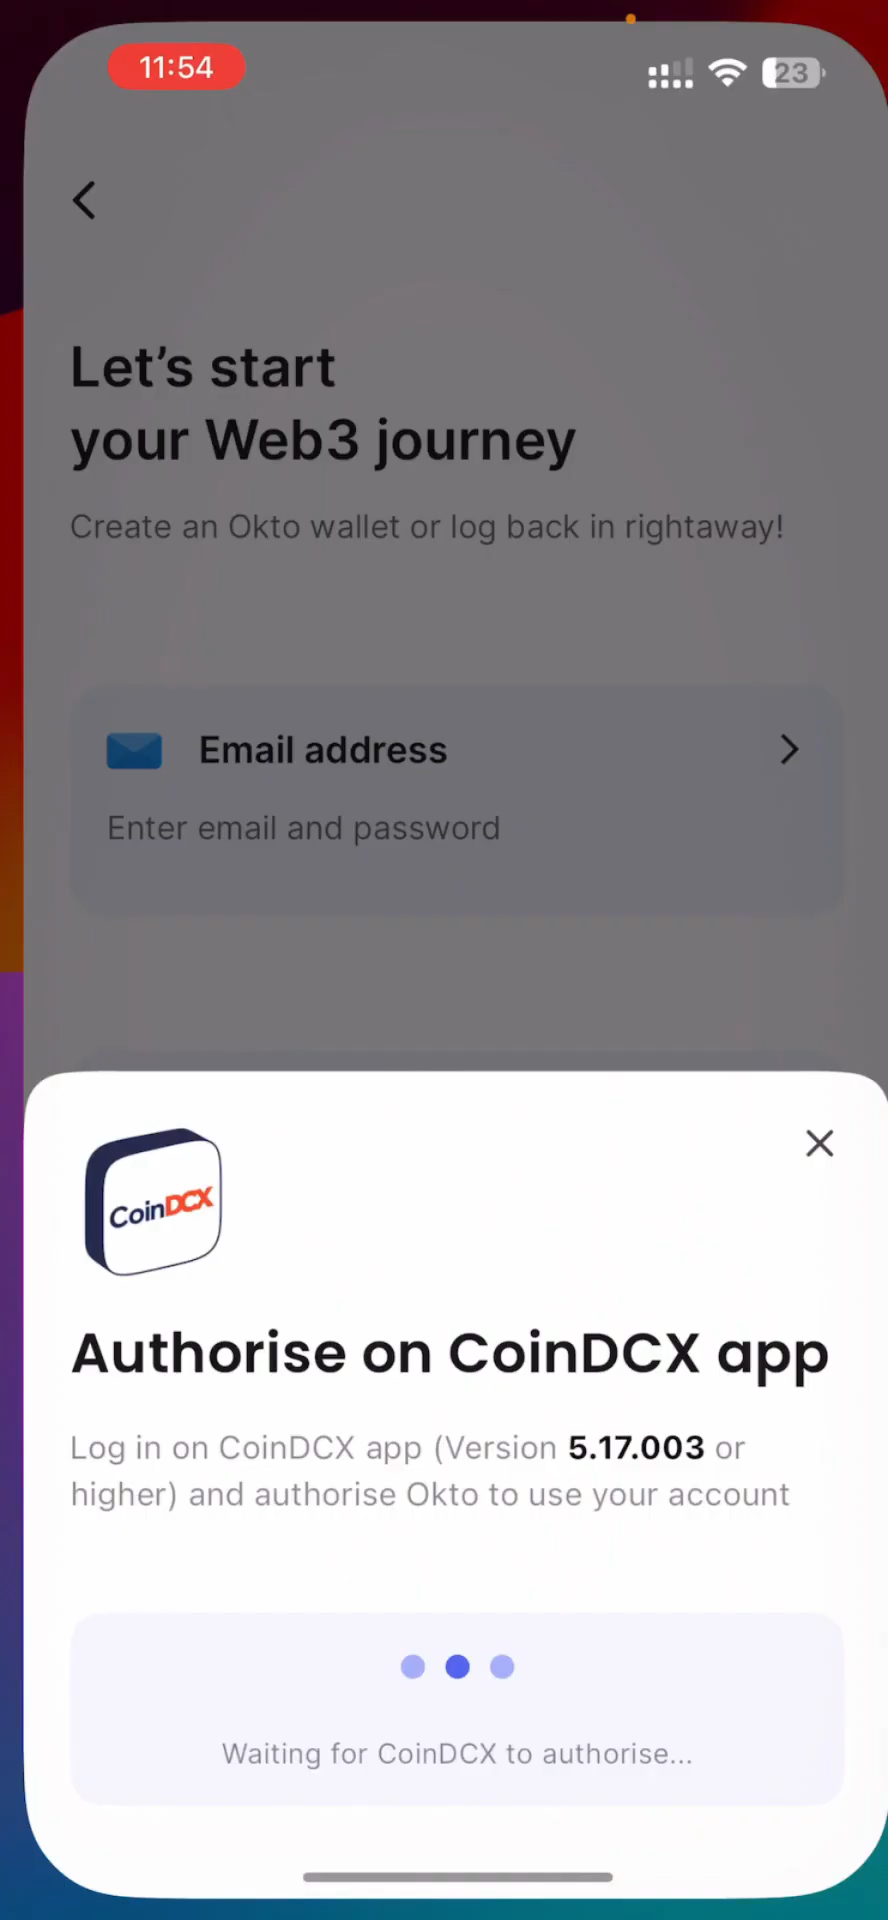 11:54
23
Let’s start
your Web3 journey
Create an Okto wallet or log back in rightaway!
Email address
Enter email and password
CoinDCX
Authorise on CoinDCX app
Log in on CoinDCX app (Version 5.17.003 or
higher) and authorise Okto to use your account
Waiting for CoinDCX to authorise...